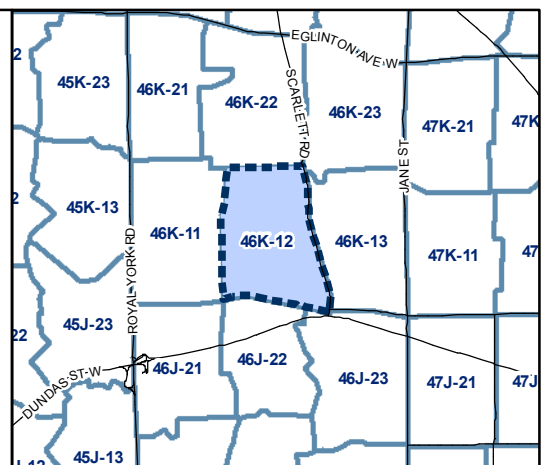 EGLINTON AVE W
2
45K-23
46K-21
46K-22
SCARLETT RD
46K-23
47K-21
47K
JANE ST
2
45K-13
46K-11
46K-12
46K-13
47K-11
47
ROYAL YORK RD
22
45J-23
46J-21
46J-22
46J-23
47J-21
47J
DUNDAS ST W
45J-13